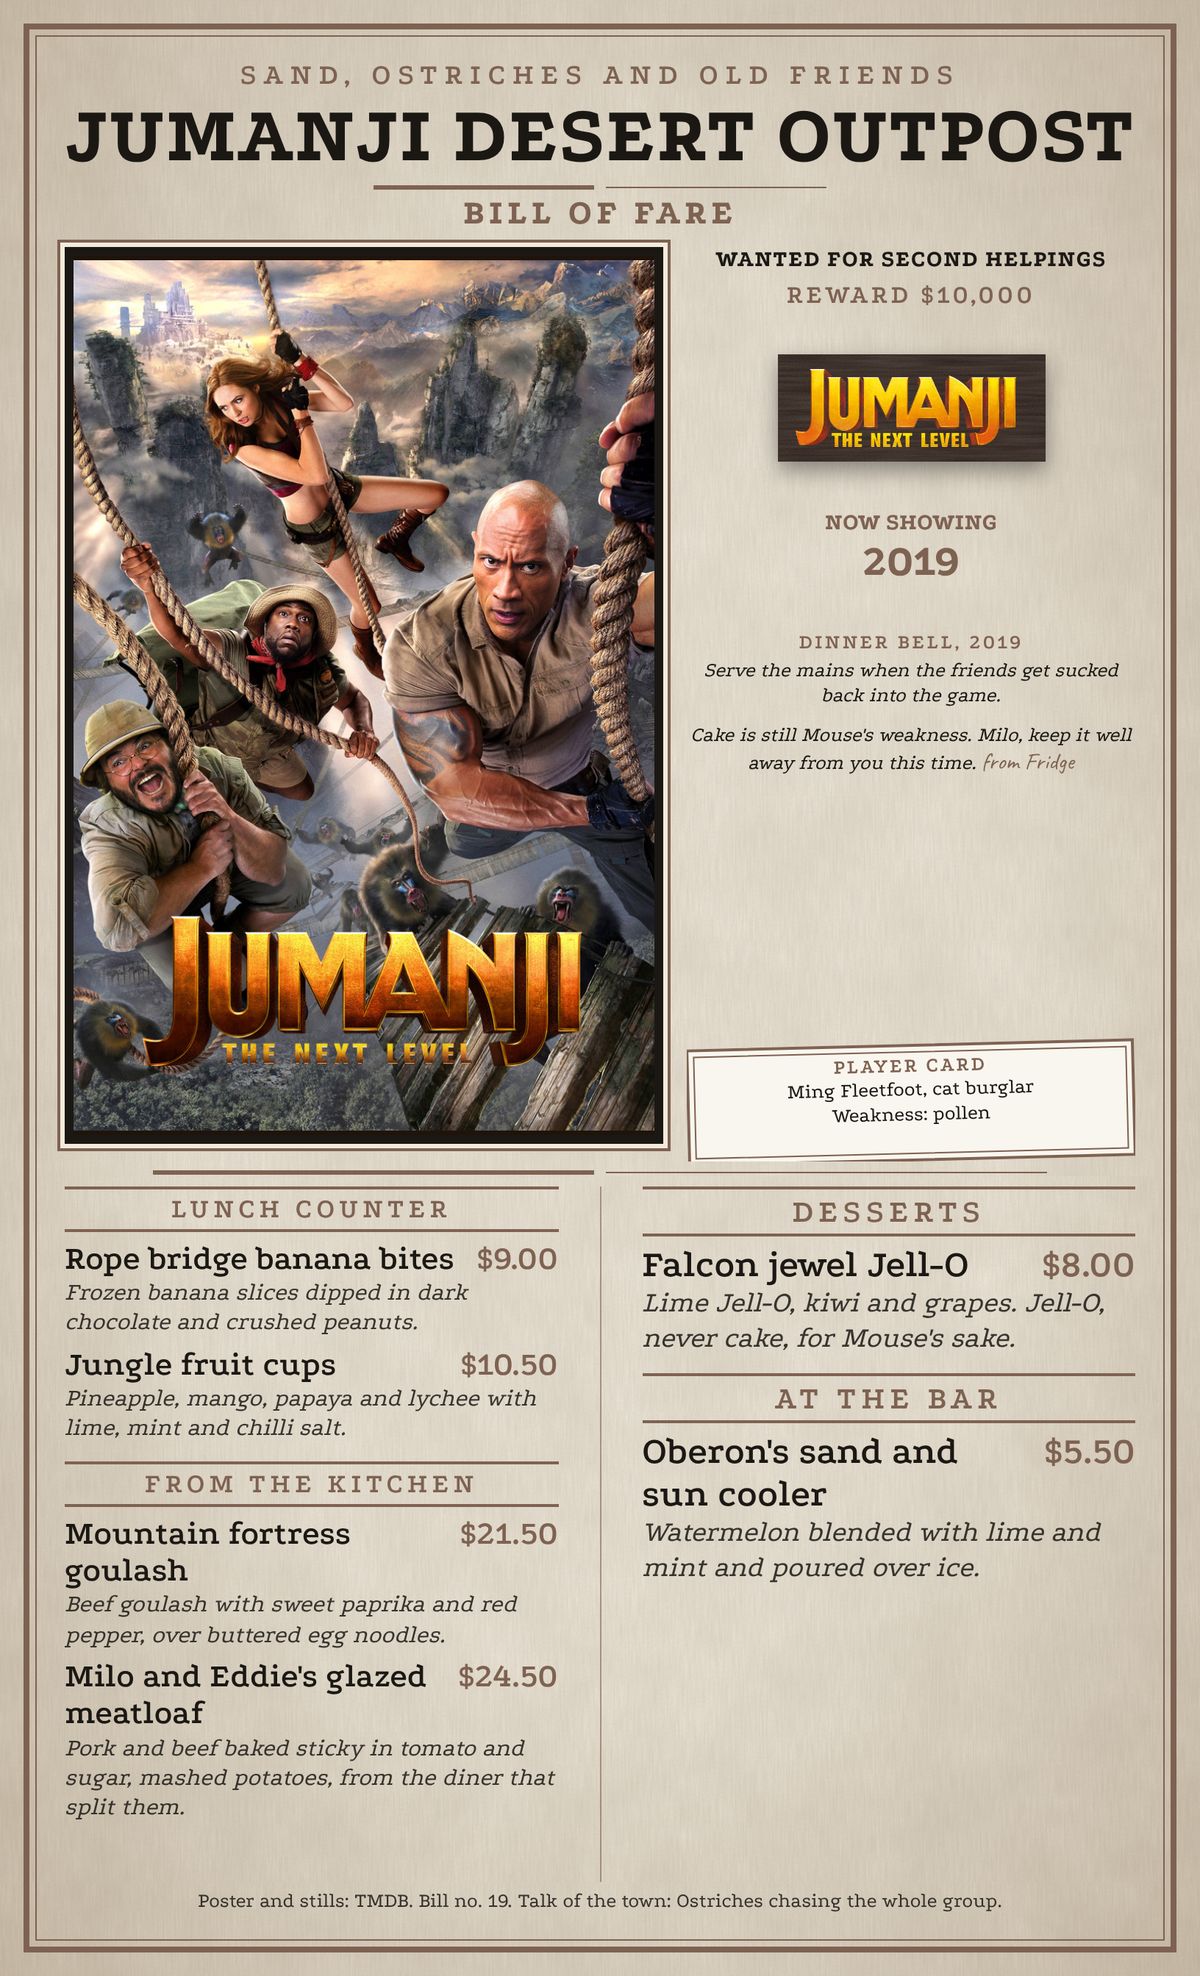 SAND, OSTRICHES AND OLD FRIENDS
JUMANJI DESERT OUTPOST
BILL OF FARE
JUMANJI
THE NEXT LEVEL
WANTED FOR SECOND HELPINGS
REWARD $10,000
JUMANJI
THE NEXT LEVEL
NOW SHOWING
2019
DINNER BELL, 2019
Serve the mains when the friends get sucked
back into the game.
Cake is still Mouse's weakness. Milo, keep it well
away from you this time. from Fridge
PLAYER CARD
Ming Fleetfoot, cat burglar
Weakness: pollen
LUNCH COUNTER
Rope bridge banana bites $9.00
Frozen banana slices dipped in dark
chocolate and crushed peanuts.
Jungle fruit cups $10.50
Pineapple, mango, papaya and lychee with
lime, mint and chilli salt.
FROM THE KITCHEN
Mountain fortress $21.50
goulash
Beef goulash with sweet paprika and red
pepper, over buttered egg noodles.
Milo and Eddie's glazed $24.50
meatloaf
Pork and beef baked sticky in tomato and
sugar, mashed potatoes, from the diner that
split them.
DESSERTS
Falcon jewel Jell-O $8.00
Lime Jell-O, kiwi and grapes. Jell-O,
never cake, for Mouse's sake.
AT THE BAR
Oberon's sand and $5.50
sun cooler
Watermelon blended with lime and
mint and poured over ice.
Poster and stills: TMDB. Bill no. 19. Talk of the town: Ostriches chasing the whole group.